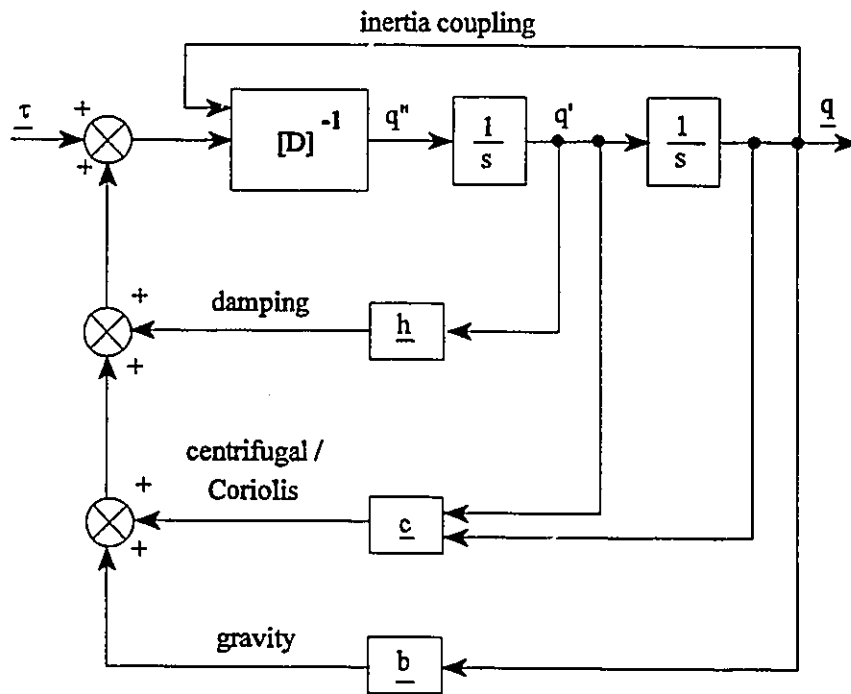 inertia coupling
τ
+
+
[D] -1
q"
1
s
q'
1
s
q
+
damping
h
+
centrifugal /
Coriolis
+
c
+
gravity
b